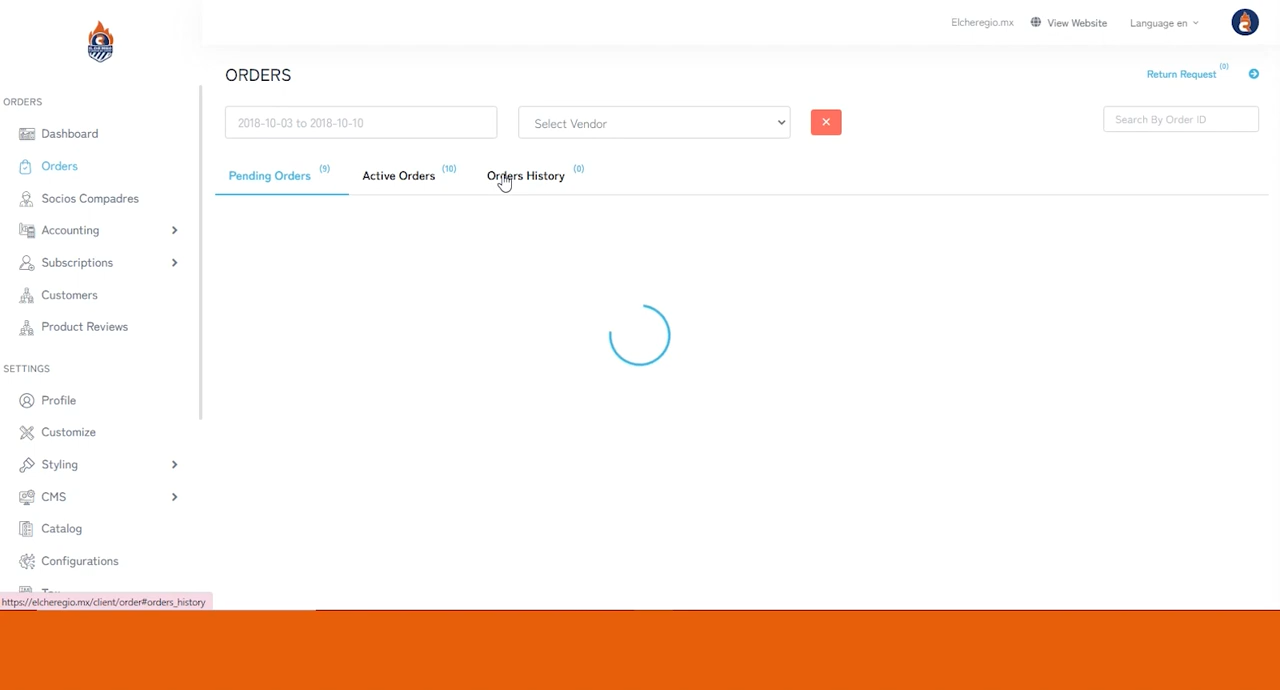 Elcheregio.mx
View Website
Language en
ORDERS
Dashboard
Orders
Socios Compadres
Accounting
Subscriptions
Customers
Product Reviews
SETTINGS
Profile
Customize
Styling
CMS
Catalog
Configurations
ORDERS
Return Request (0)
2018-10-03 to 2018-10-10
Select Vendor
Search By Order ID
Pending Orders (9)
Active Orders (10)
Orders History (0)
https://elcheregio.mx/client/order#orders_history